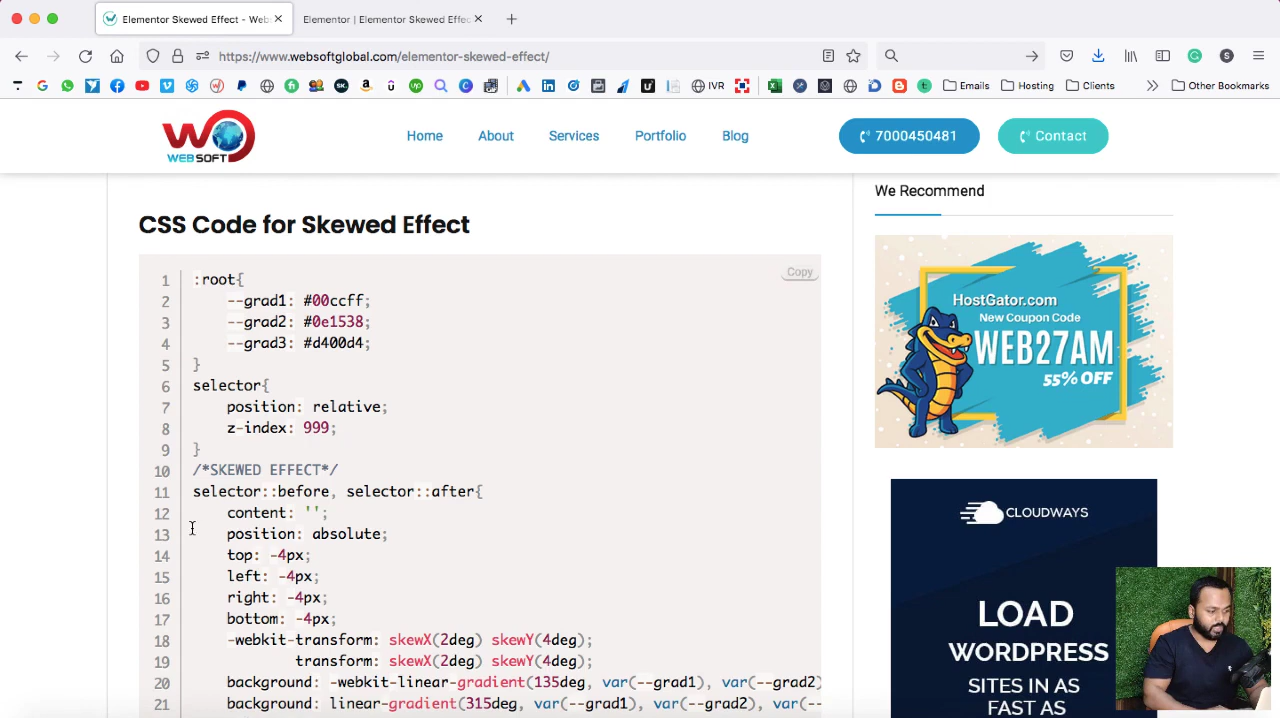 Elementor Skewed Effect - Web
Elementor | Elementor Skewed Effec
https://www.websoftglobal.com/elementor-skewed-effect/
IVR
Emails
Hosting
Clients
Other Bookmarks
WEBSOFT
Home
About
Services
Portfolio
Blog
7000450481
Contact
CSS Code for Skewed Effect
Copy
1 :root{
2 --grad1: #00ccff;
3 --grad2: #0e1538;
4 --grad3: #d400d4;
5 }
6 selector{
7 position: relative;
8 z-index: 999;
9 }
10 /*SKEWED EFFECT*/
11 selector::before, selector::after{
12 content: '';
13 position: absolute;
14 top: -4px;
15 left: -4px;
16 right: -4px;
17 bottom: -4px;
18 -webkit-transform: skewX(2deg) skewY(4deg);
19 transform: skewX(2deg) skewY(4deg);
20 background: -webkit-linear-gradient(135deg, var(--grad1), var(--grad2)
21 background: linear-gradient(315deg, var(--grad1), var(--grad2), var(--
We Recommend
HostGator.com
New Coupon Code
WEB27AM
55% OFF
CLOUDWAYS
LOAD
WORDPRESS
SITES IN AS
FAST AS